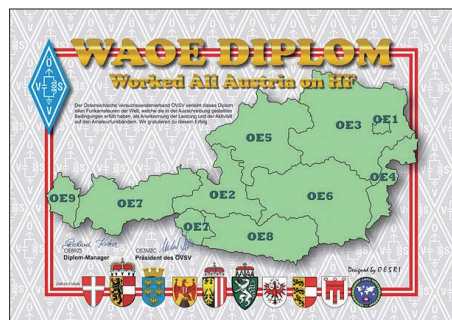 WAOE DIPLOM
Worked All Austria on HF
Der Österreichische Versuchssenderverband ÖVSV verleiht dieses Diplom
allen Funkamateuren der Welt, welche die in der Ausschreibung gestellten
Bedingungen erfüllt haben, als Anerkennung der Leistung und der Aktivität
auf den Amateurfunkbändern. Wir gratulieren zu diesem Erfolg.
OE1
OE3
OE5
OE4
OE2
OE6
OE9
OE7
OE7
OE8
Diplom-Manager
Präsident des ÖVSV
Designed by OE5RI